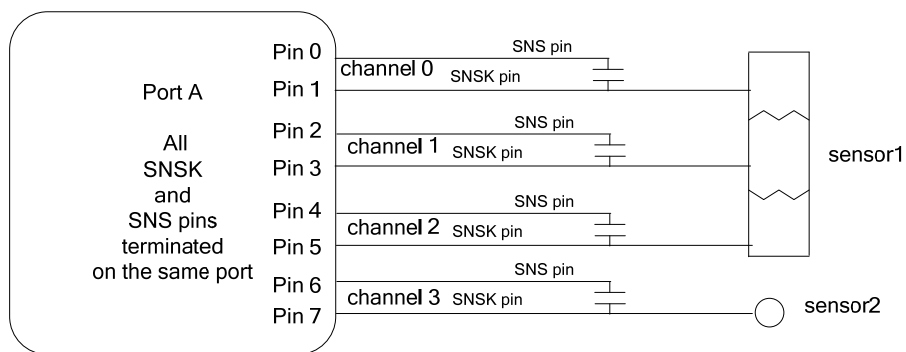 Port A
All
SNSK
and
SNS pins
terminated
on the same port
Pin 0
channel 0
SNS pin
SNSK pin
Pin 1
Pin 2
channel 1
SNS pin
SNSK pin
Pin 3
Pin 4
channel 2
SNS pin
SNSK pin
Pin 5
Pin 6
channel 3
SNS pin
SNSK pin
Pin 7
sensor1
sensor2